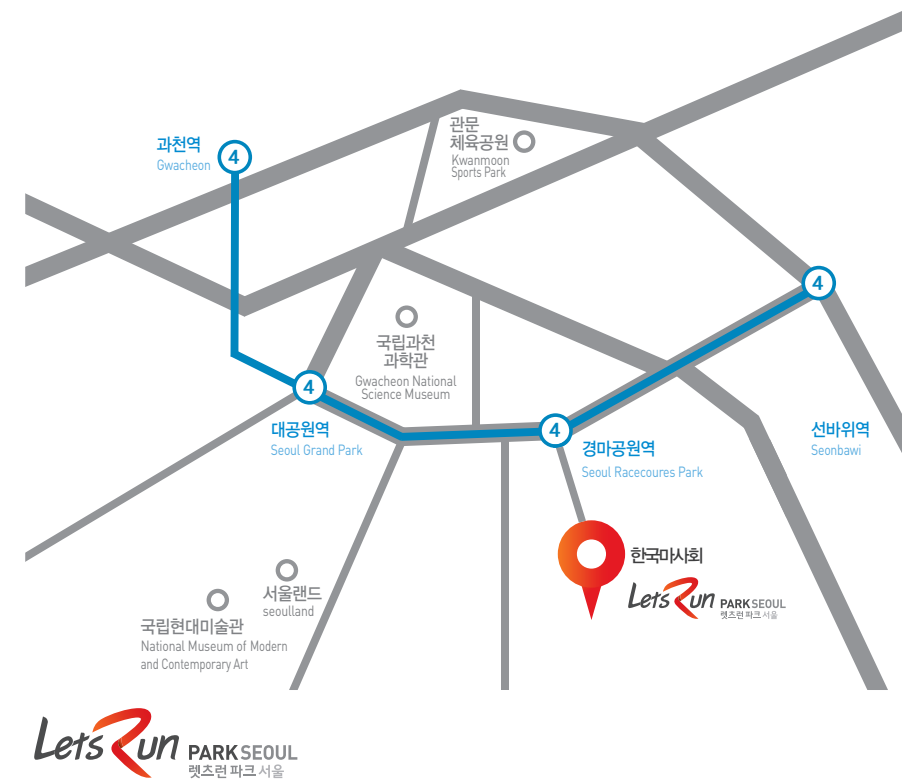 관문
체육공원
Kwanmoon
Sports Park
과천역
Gwacheon
4
4
국립과천
과학관
Gwacheon National
Science Museum
4
대공원역
Seoul Grand Park
4
경마공원역
Seoul Racecoures Park
선바위역
Seonbawi
한국마사회
Let's Run PARK SEOUL
렛츠런 파크 서울
서울랜드
seoulland
국립현대미술관
National Museum of Modern
and Contemporary Art
Let's Run PARK SEOUL
렛츠런 파크 서울